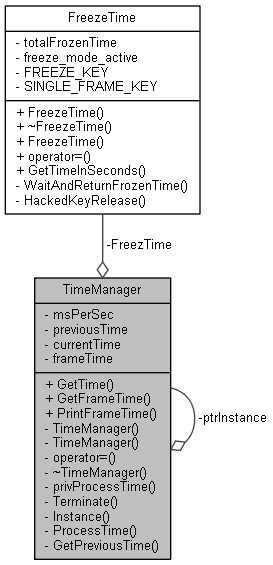 FreezeTime
- totalFrozenTime
- freeze_mode_active
- FREEZE_KEY
- SINGLE_FRAME_KEY
+ FreezeTime()
+ ~FreezeTime()
+ FreezeTime()
+ operator=()
+ GetTimeInSeconds()
- WaitAndReturnFrozenTime()
- HackedKeyRelease()
-FreezTime
TimeManager
- msPerSec
- previousTime
- currentTime
- frameTime
+ GetTime()
+ GetFrameTime()
+ PrintFrameTime()
- TimeManager()
- TimeManager()
- operator=()
- ~TimeManager()
- privProcessTime()
- Terminate()
- Instance()
- ProcessTime()
- GetPreviousTime()
-ptrInstance